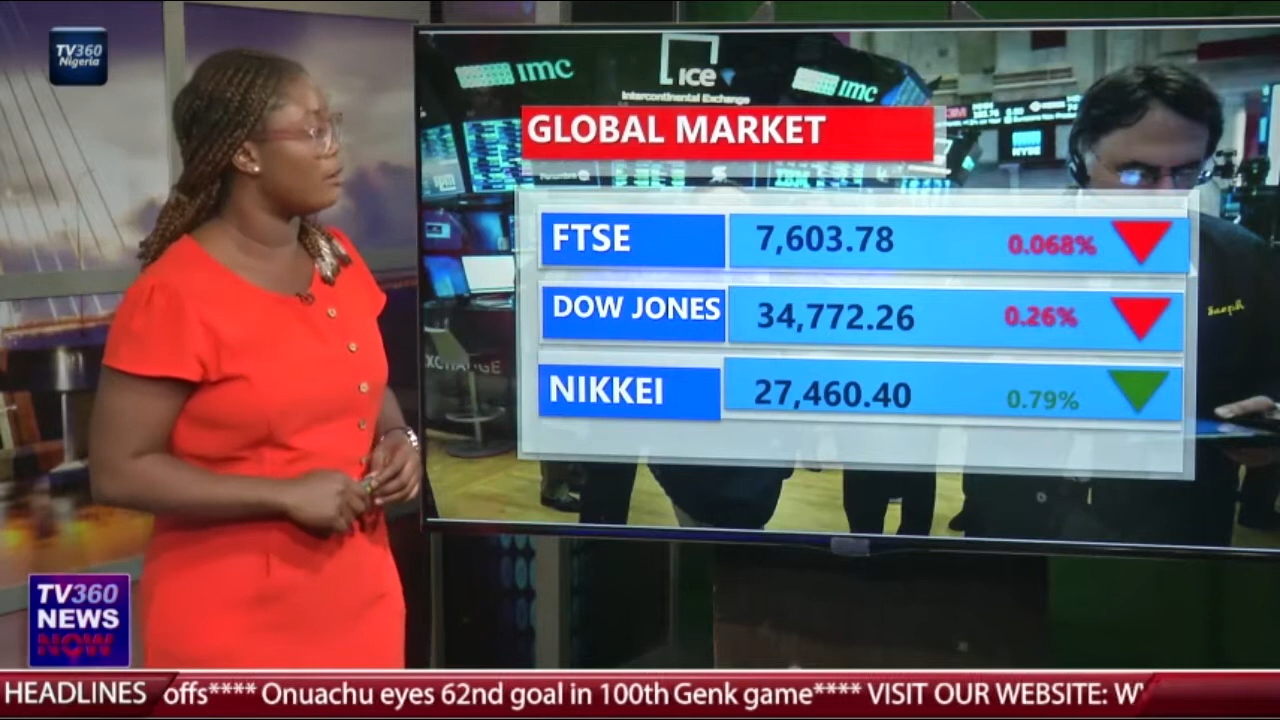 TV360
Nigeria
IMC
ICE
Intercontinental Exchange
IMC
GLOBAL MARKET
FTSE
7,603.78
0.068%
DOW JONES
34,772.26
0.26%
NIKKEI
27,460.40
0.79%
XCHANGE
TV360
NEWS
NOW
HEADLINES
offs**** Onuachu eyes 62nd goal in 100th Genk game**** VISIT OUR WEBSITE: W